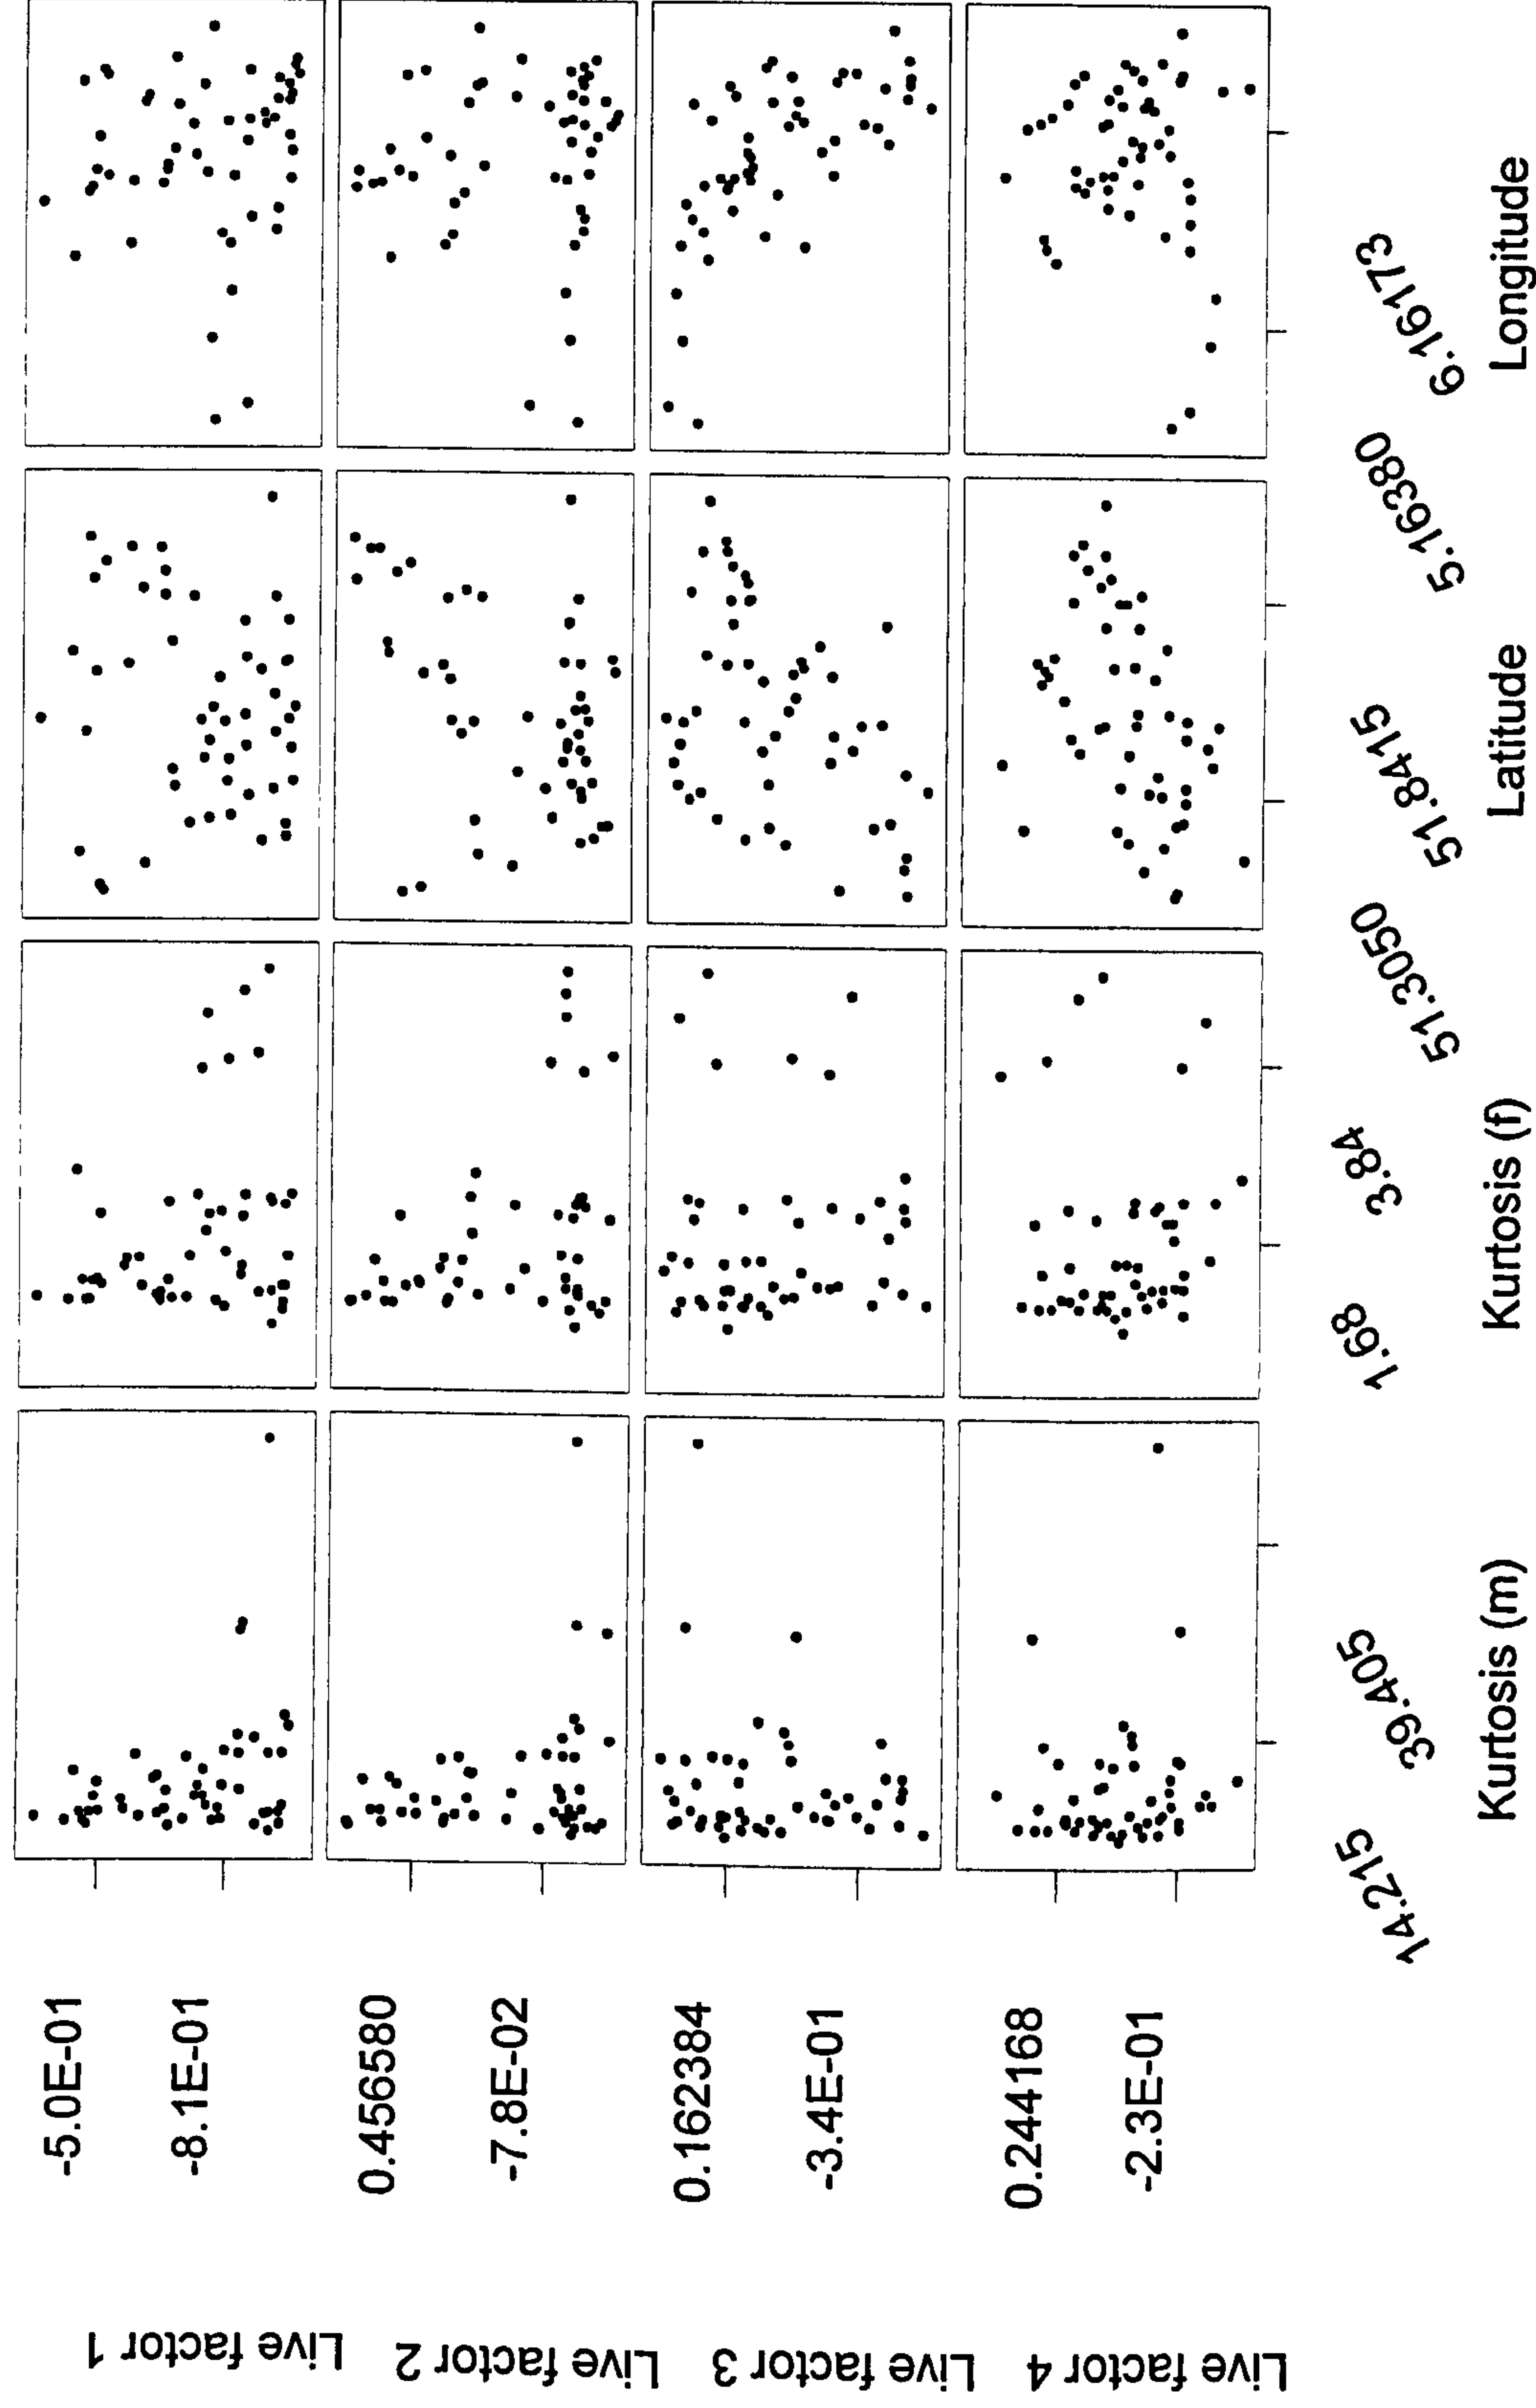 Live factor 1
-5.0E-01
-8.1E-01
Live factor 2
0.456580
-7.8E-02
Live factor 3
0.162384
-3.4E-01
Live factor 4
0.244168
-2.3E-01
14.215
39.405
1.68
3.84
51.3050
51.8415
5.16380
6.16173
Kurtosis (m)
Kurtosis (f)
Latitude
Longitude